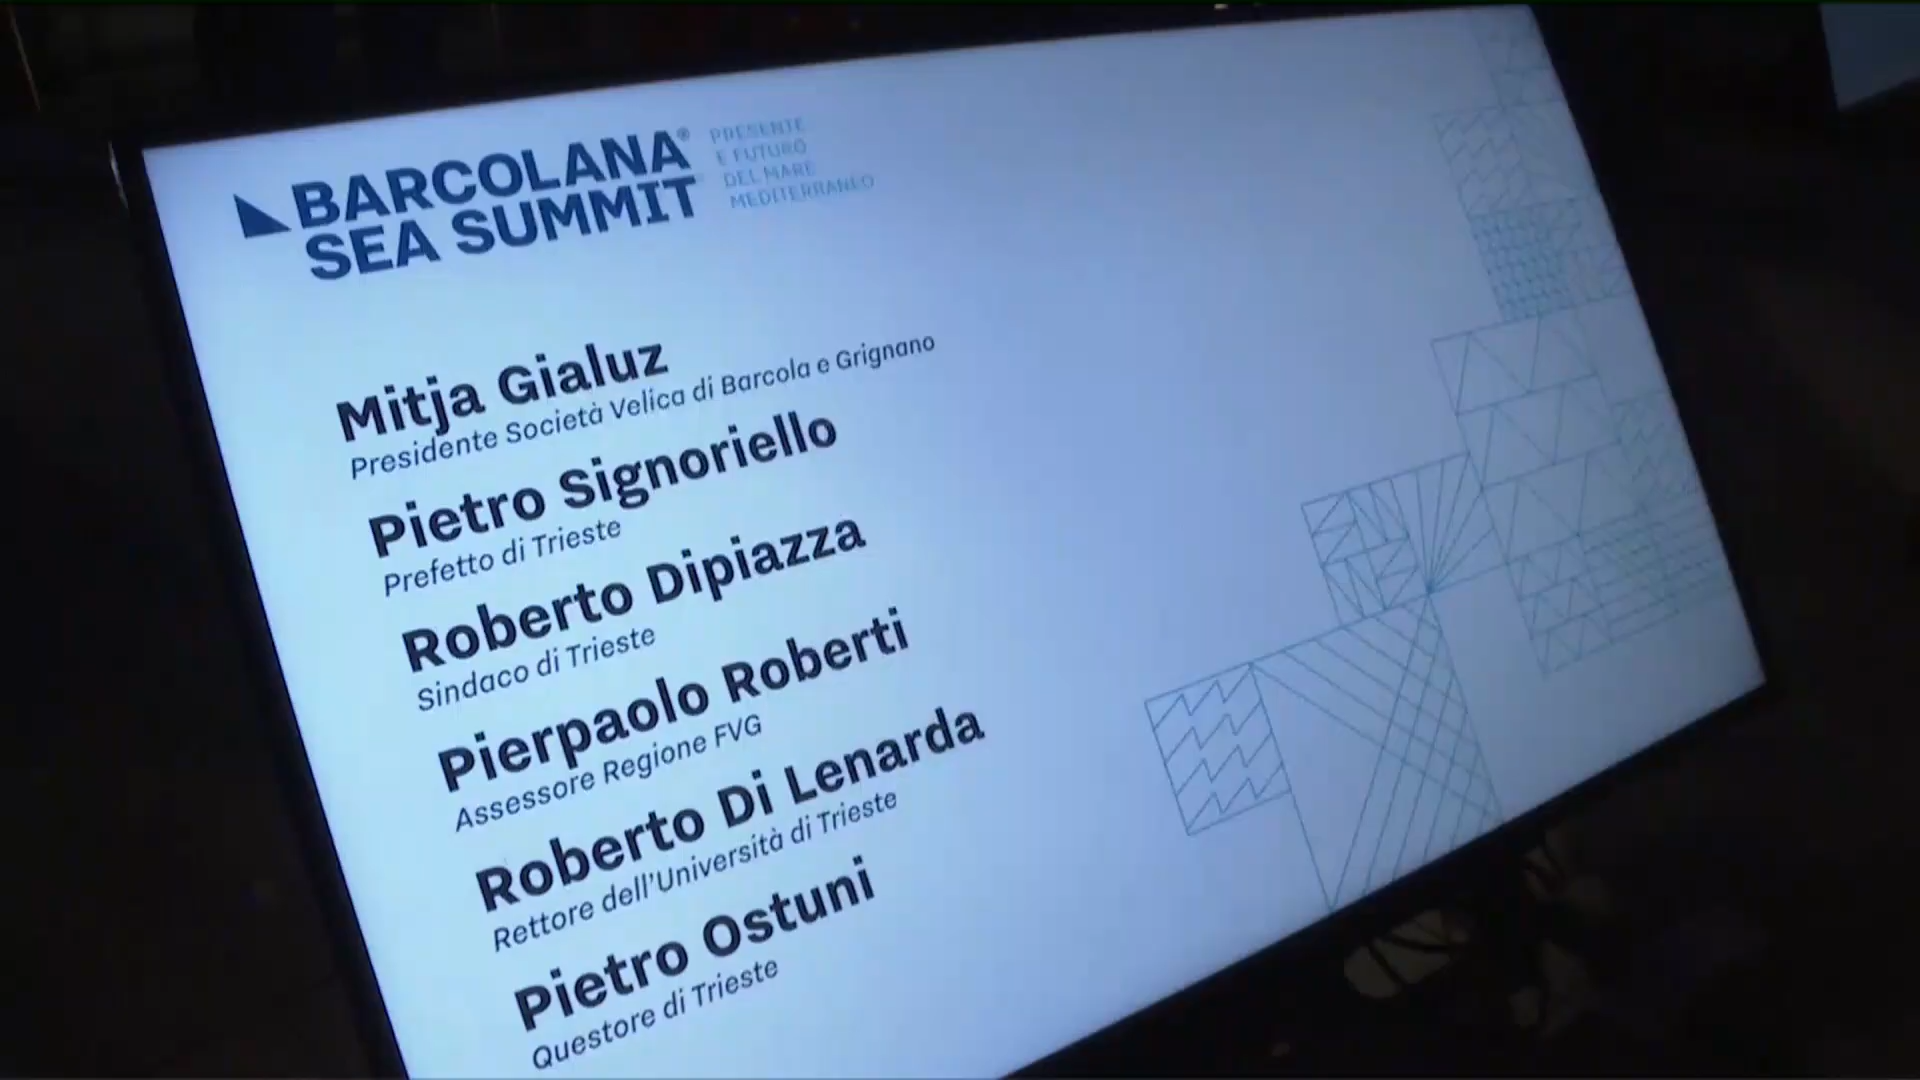 BARCOLANA®
SEA SUMMIT
PRESENTE
E FUTURO
DEL MARE
MEDITERRANEO
Mitja Gialuz
Presidente Società Velica di Barcola e Grignano
Pietro Signoriello
Prefetto di Trieste
Roberto Dipiazza
Sindaco di Trieste
Pierpaolo Roberti
Assessore Regione FVG
Roberto Di Lenarda
Rettore dell'Università di Trieste
Pietro Ostuni
Questore di Trieste